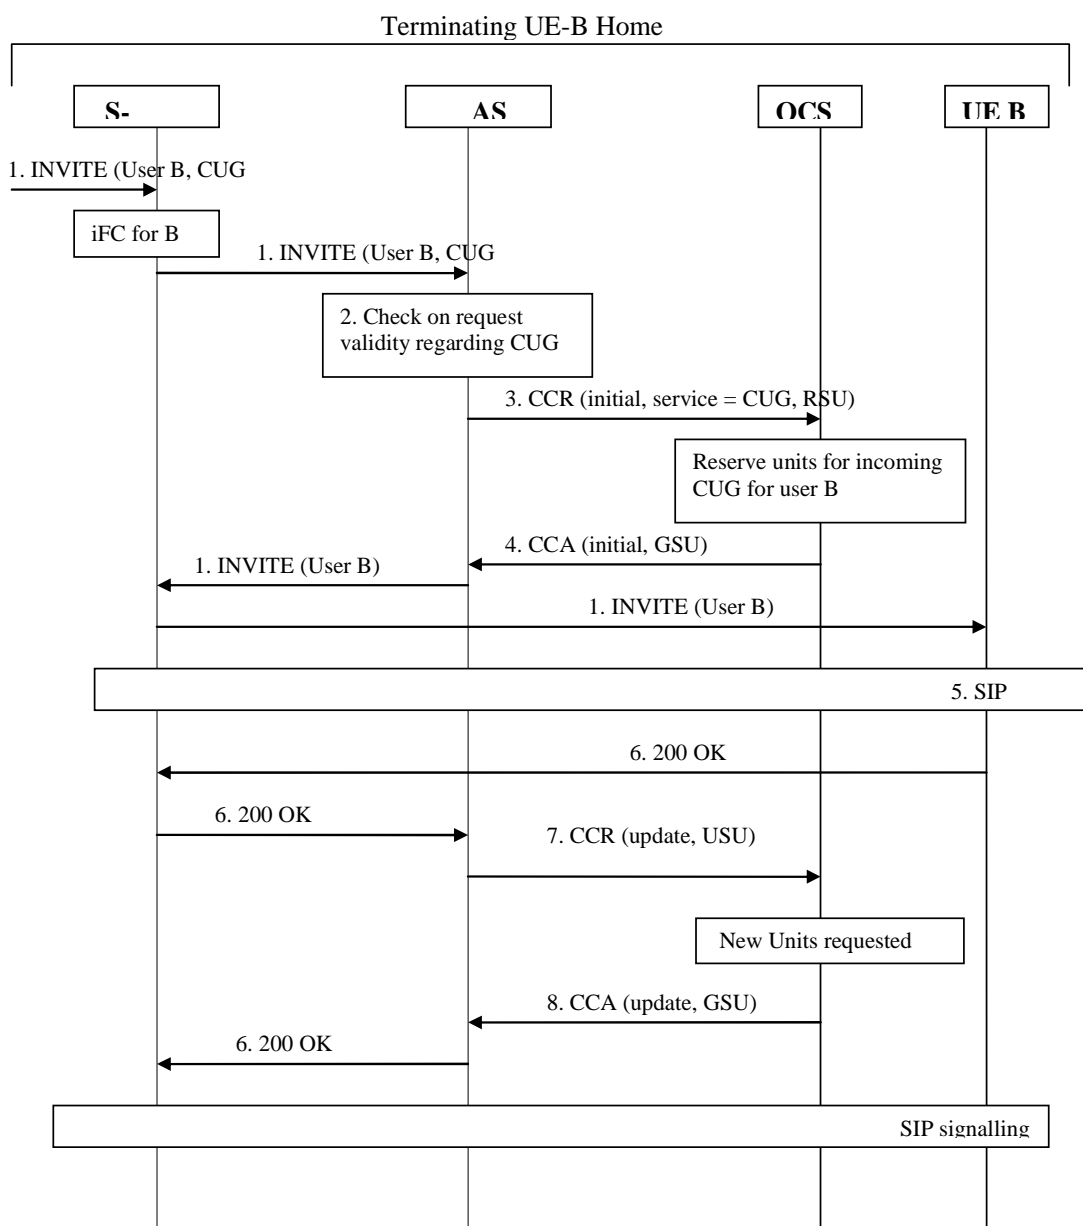 Terminating UE-B Home
S-
AS
OCS
UE B
1. INVITE (User B, CUG
iFC for B
1. INVITE (User B, CUG
2. Check on request
validity regarding CUG
3. CCR (initial, service = CUG, RSU)
Reserve units for incoming
CUG for user B
4. CCA (initial, GSU)
1. INVITE (User B)
1. INVITE (User B)
5. SIP
6. 200 OK
6. 200 OK
7. CCR (update, USU)
New Units requested
8. CCA (update, GSU)
6. 200 OK
SIP signalling